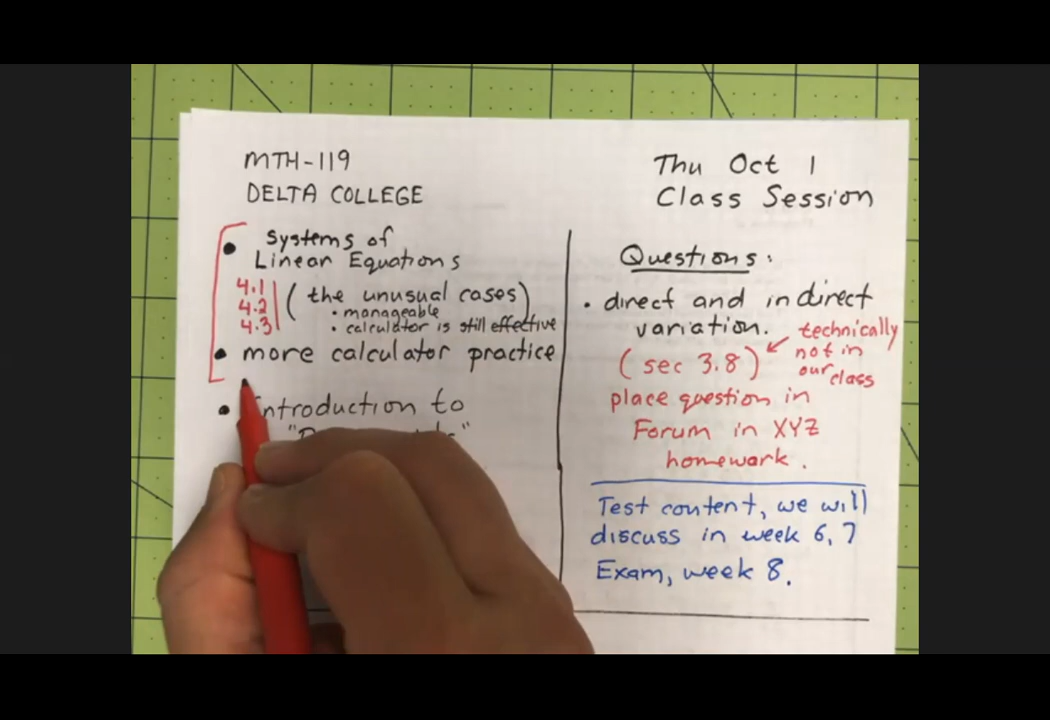 MTH-119
DELTA COLLEGE
Thu Oct 1
Class Session
• Systems of
Linear Equations
4.1
4.2
4.3
(the unusual cases)
• manageable
• calculator is still effective
• more calculator practice
• Introduction to
Questions:
• direct and indirect
variation.
(sec 3.8)
technically
not in
our class
place question in
Forum in XYZ
homework.
Test content, we will
discuss in week 6, 7
Exam, week 8.